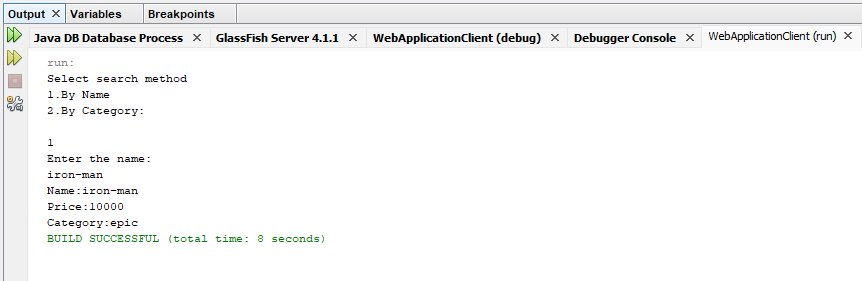 Output Variables Breakpoints
Java DB Database Process GlassFish Server 4.1.1 WebApplicationClient (debug) Debugger Console WebApplicationClient (run)
run:
Select search method
1.By Name
2.By Category:
1
Enter the name:
iron-man
Name:iron-man
Price:10000
Category:epic
BUILD SUCCESSFUL (total time: 8 seconds)